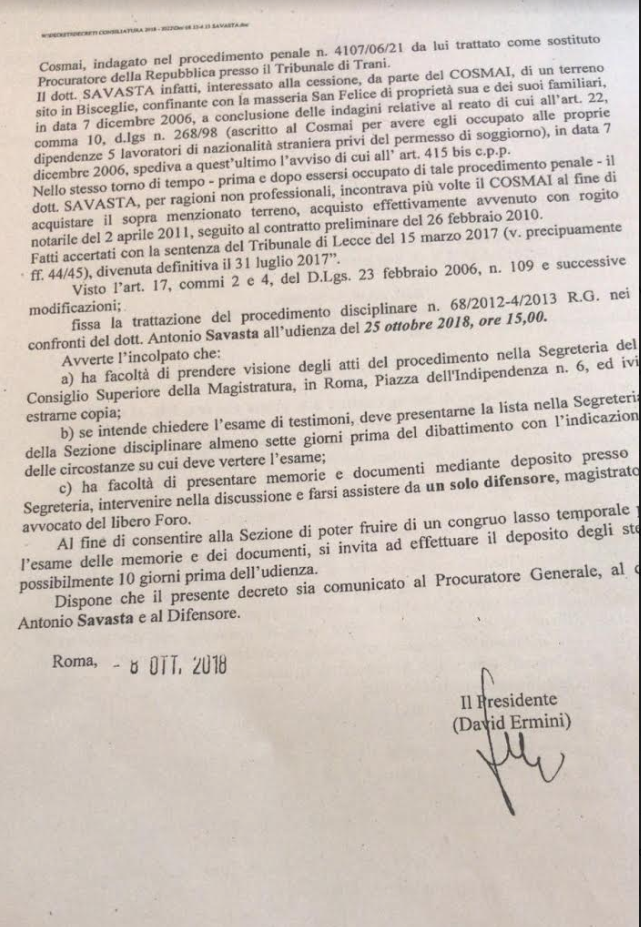 Cosmai, indagato nel procedimento penale n. 4107/06/21 da lui trattato come sostituto
Procuratore della Repubblica presso il Tribunale di Trani.
Il dott. SAVASTA infatti, interessato alla cessione, da parte del COSMAI, di un terreno
sito in Bisceglie, confinante con la masseria San Felice di proprietà sua e dei suoi familiari,
in data 7 dicembre 2006, a conclusione delle indagini relative al reato di cui all'art. 22,
comma 10, d.lgs n. 268/98 (ascritto al Cosmai per avere egli occupato alle proprie
dipendenze 5 lavoratori di nazionalità straniera privi del permesso di soggiorno), in data 7
dicembre 2006, spediva a quest'ultimo l'avviso di cui all' art. 415 bis c.p.p.
Nello stesso torno di tempo - prima e dopo essersi occupato di tale procedimento penale - il
dott. SAVASTA, per ragioni non professionali, incontrava più volte il COSMAI al fine di
acquistare il sopra menzionato terreno, acquisto effettivamente avvenuto con rogito
notarile del 2 aprile 2011, seguito al contratto preliminare del 26 febbraio 2010.
Fatti accertati con la sentenza del Tribunale di Lecce del 15 marzo 2017 (v. precipuamente
ff. 44/45), divenuta definitiva il 31 luglio 2017".
Visto l'art. 17, commi 2 e 4, del D.Lgs. 23 febbraio 2006, n. 109 e successive
modificazioni;
fissa la trattazione del procedimento disciplinare n. 68/2012-4/2013 R.G. nei
confronti del dott. Antonio Savasta all'udienza del 25 ottobre 2018, ore 15,00.
Avverte l'incolpato che:
a) ha facoltà di prendere visione degli atti del procedimento nella Segreteria del
Consiglio Superiore della Magistratura, in Roma, Piazza dell'Indipendenza n. 6, ed ivi
estrarne copia;
b) se intende chiedere l'esame di testimoni, deve presentarne la lista nella Segreteri
della Sezione disciplinare almeno sette giorni prima del dibattimento con l'indicazion
delle circostanze su cui deve vertere l'esame;
c) ha facoltà di presentare memorie e documenti mediante deposito presso
Segreteria, intervenire nella discussione e farsi assistere da un solo difensore, magistrato
avvocato del libero Foro.
Al fine di consentire alla Sezione di poter fruire di un congruo lasso temporale
l'esame delle memorie e dei documenti, si invita ad effettuare il deposito degli ste
possibilmente 10 giorni prima dell'udienza.
Dispone che il presente decreto sia comunicato al Procuratore Generale, al
Antonio Savasta e al Difensore.
Roma, - 8 OTT. 2018
Il Presidente
(David Ermini)